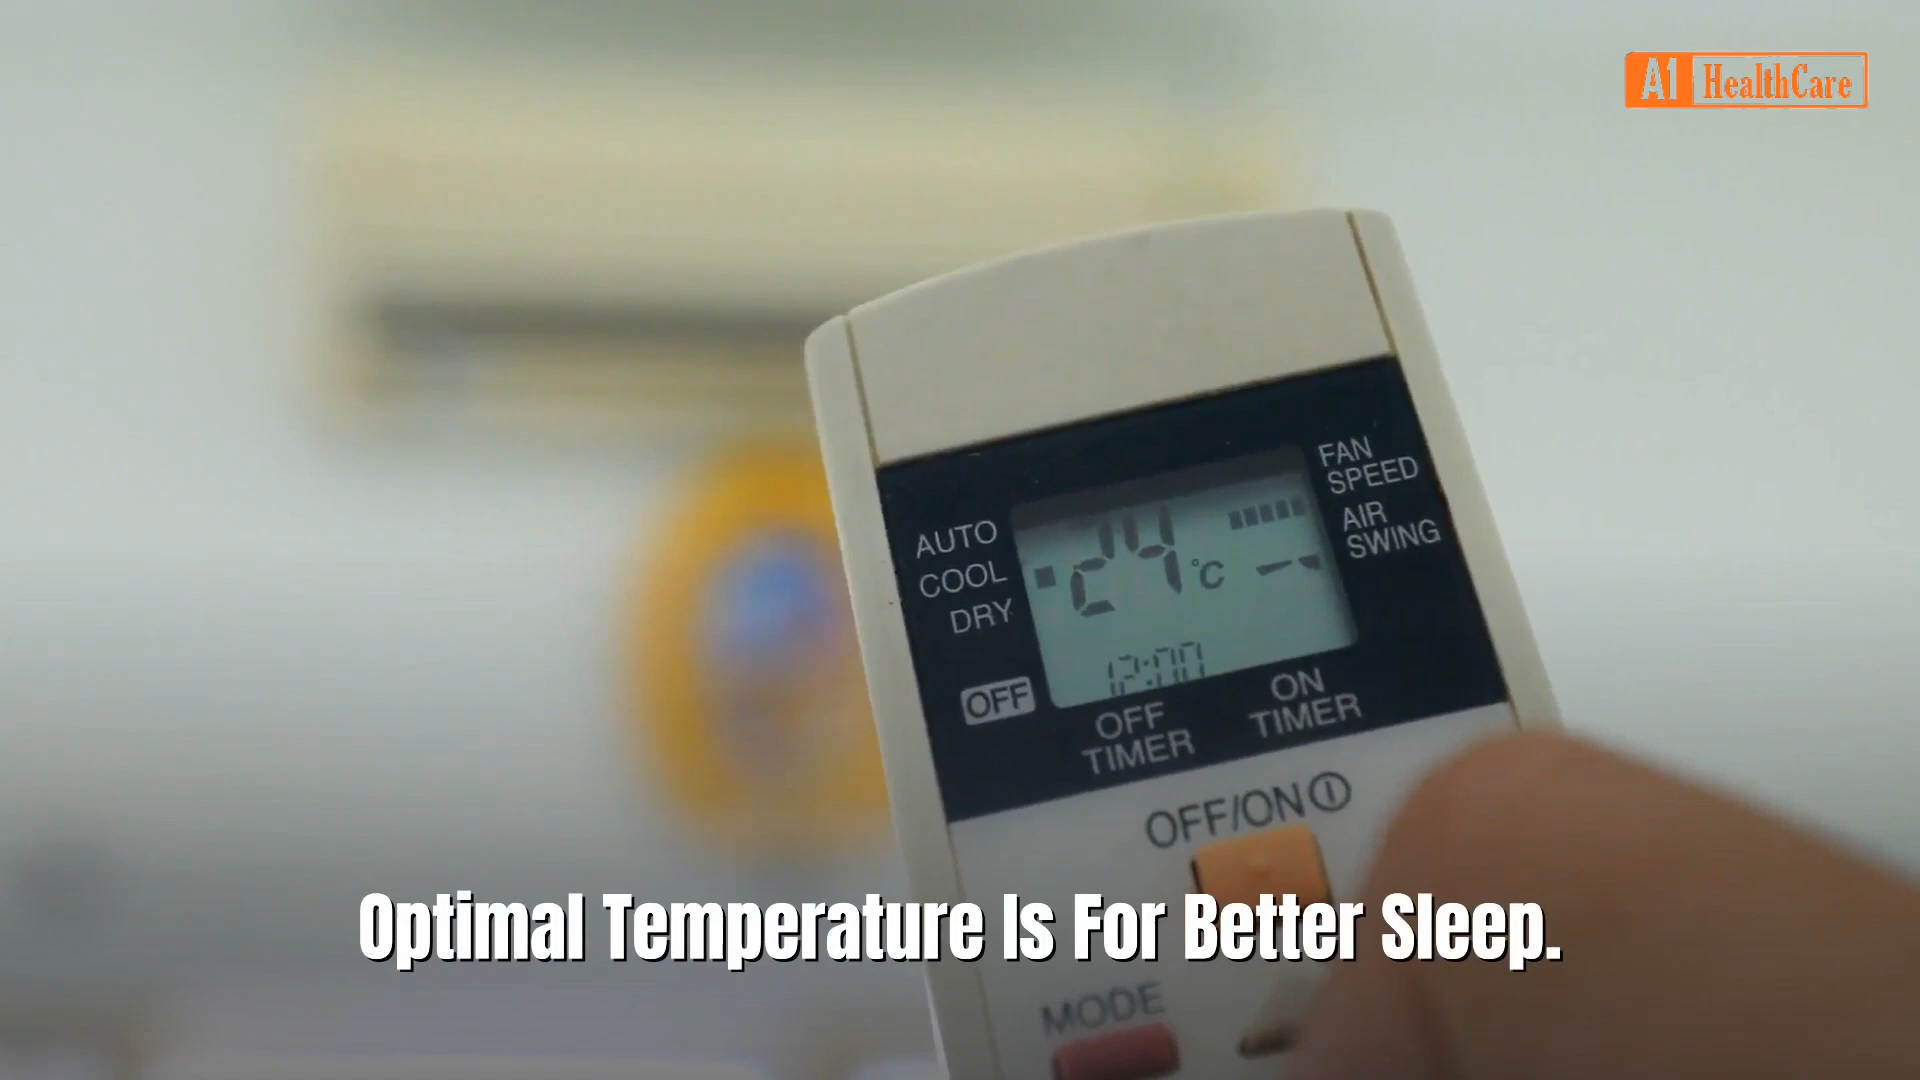 A1 HealthCare
FAN
SPEED
AIR
SWING
AUTO
COOL
DRY
24 °C
12:00
OFF
OFF
TIMER
ON
TIMER
OFF/ON
Optimal Temperature Is For Better Sleep.
MODE